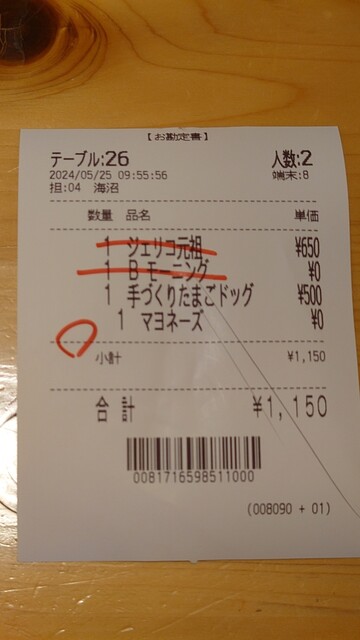 【お勘定書】
テーブル:26 人数:2
2024/05/25 09:55:56 端末:8
担:04 海沼
数量 品名 単価
1 ジェリコ元祖 ¥650
1 B モーニング ¥0
1 手づくりたまごドッグ ¥500
1 マヨネーズ ¥0
小計 ¥1,150
合計 ¥1,150
0081716598511000
(008090 + 01)